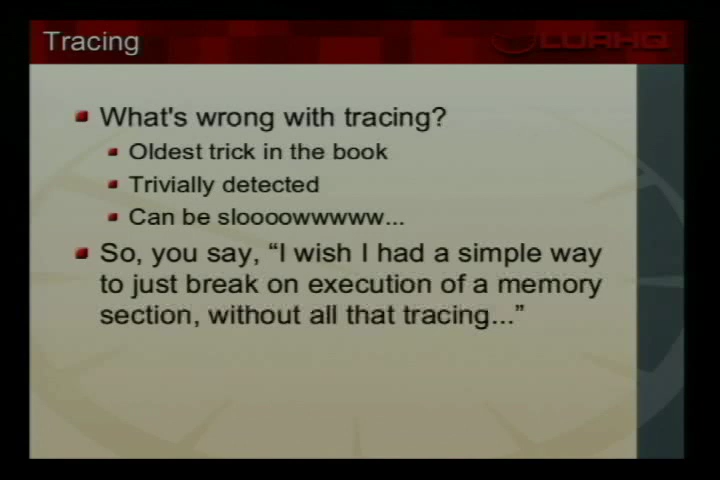 Tracing
LURHQ
What's wrong with tracing?
Oldest trick in the book
Trivially detected
Can be sloooowwwww...
So, you say, “I wish I had a simple way
to just break on execution of a memory
section, without all that tracing...”